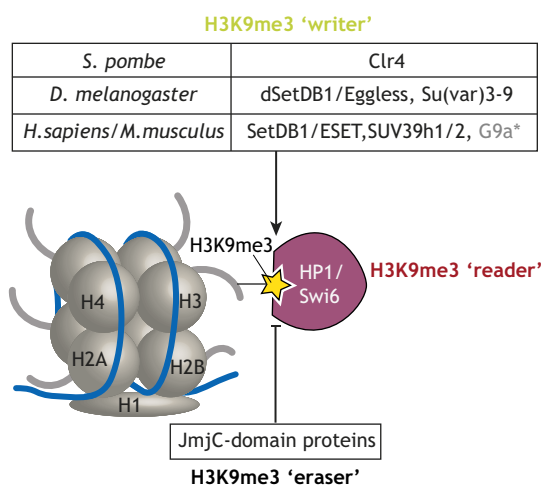 H3K9me3 ‘writer’
S. pombe Clr4
D. melanogaster dSetDB1/Eggless, Su(var)3-9
H.sapiens/M.musculus SetDB1/ESET,SUV39h1/2, G9a*
H3K9me3
HP1/
Swi6
H3K9me3 ‘reader’
H4
H3
H2A
H2B
H1
JmjC-domain proteins
H3K9me3 ‘eraser’